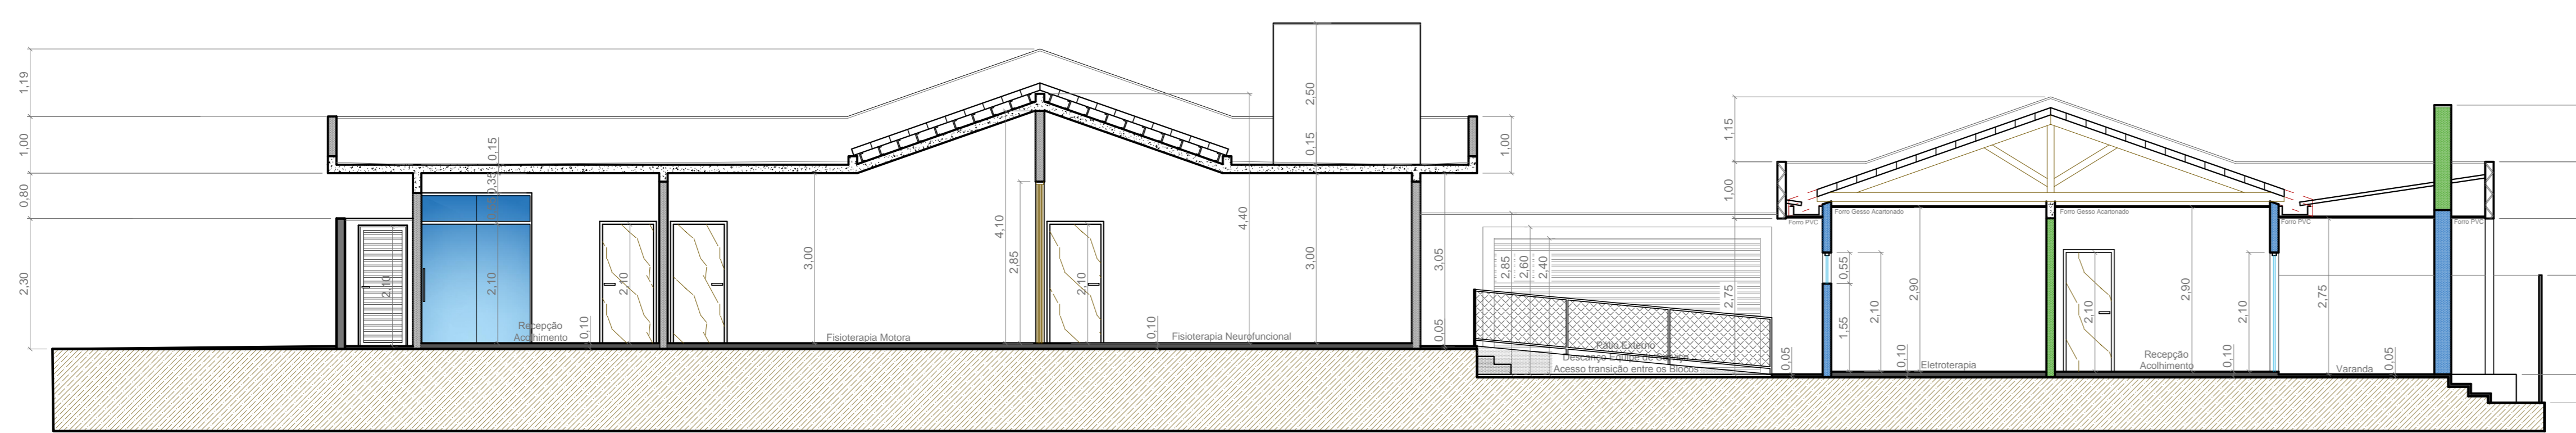 1,19
1,00
0,80
2,30
2,10
0,15
0,35
2,10
Recepção
Acolhimento
0,10
2,10
Fisioterapia Motora
3,00
4,10
2,85
2,10
0,10
4,40
Fisioterapia Neurofuncional
2,50
0,15
3,00
1,00
3,05
0,05
2,85
2,60
2,40
Pátio Externo
Acesso transição entre os Blocos
1,15
1,00
2,75
0,05
Forro PVC
Forro Gesso Acartonado
0,55
1,55
2,10
0,10
2,90
Eletroterapia
Forro Gesso Acartonado
2,10
Recepção
Acolhimento
2,90
0,10
2,10
Forro PVC
2,75
Varanda
0,05
Forro PVC